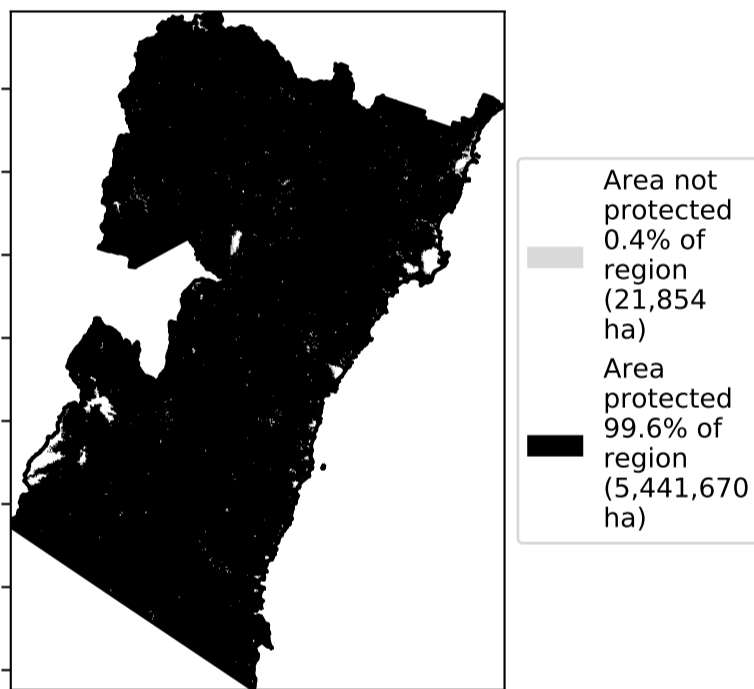 Area not
protected
0.4% of
region
(21,854
ha)
Area
protected
99.6% of
region
(5,441,670
ha)